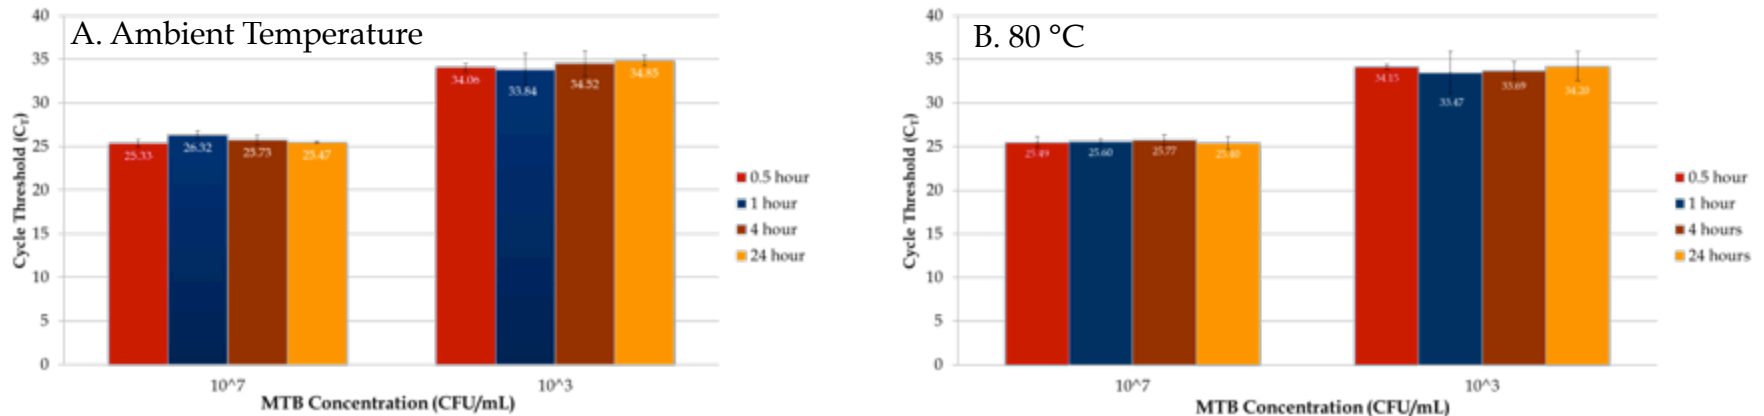 A. Ambient Temperature
40
35
30
25
20
15
10
5
0
Cycle Threshold (C_T)
25.33
26.32
25.73
25.47
34.06
33.84
34.52
34.85
10^7
10^3
MTB Concentration (CFU/mL)
0.5 hour
1 hour
4 hour
24 hour
B. 80 °C
40
35
30
25
20
15
10
5
0
Cycle Threshold (C_T)
25.49
25.60
25.77
34.15
33.47
33.69
34.20
10^7
10^3
MTB Concentration (CFU/mL)
0.5 hour
1 hour
4 hours
24 hours